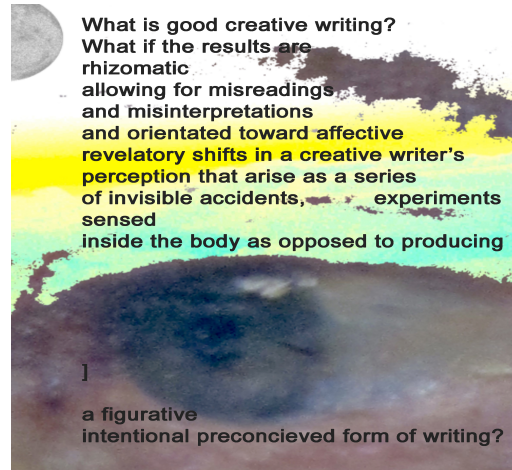 What is good creative writing?
What if the results are
rhizomatic
allowing for misreadings
and misinterpretations
and orientated toward affective
revelatory shifts in a creative writer's
perception that arise as a series
of invisible accidents, experiments
sensed
inside the body as opposed to producing
]
a figurative
intentional preconcieved form of writing?